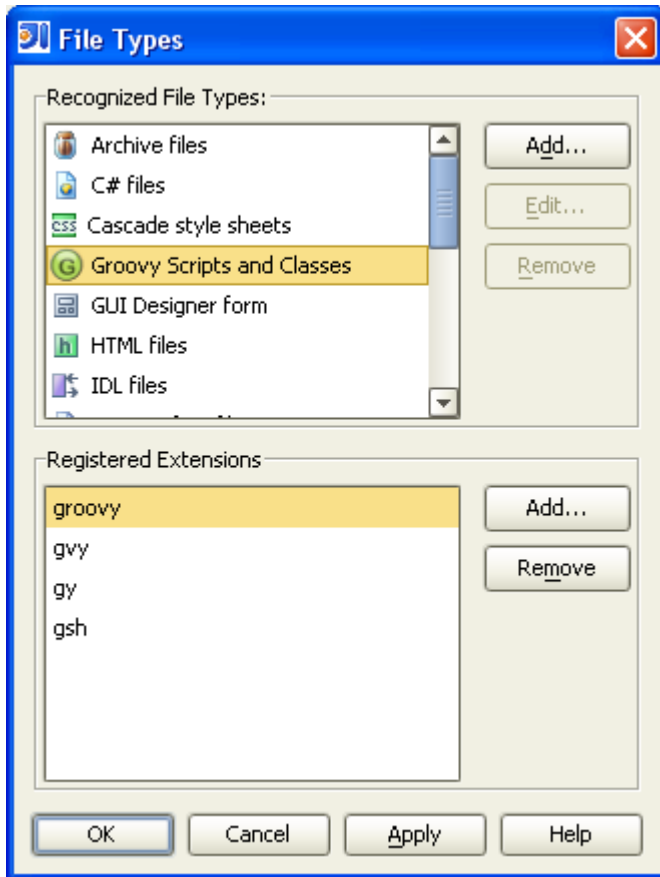 File Types
Recognized File Types:
Archive files
Add...
C# files
Edit...
css Cascade style sheets
G Groovy Scripts and Classes
Remove
GUI Designer form
h HTML files
IDL files
Registered Extensions
groovy
Add...
gvy
Remove
gy
gsh
OK Cancel Apply Help